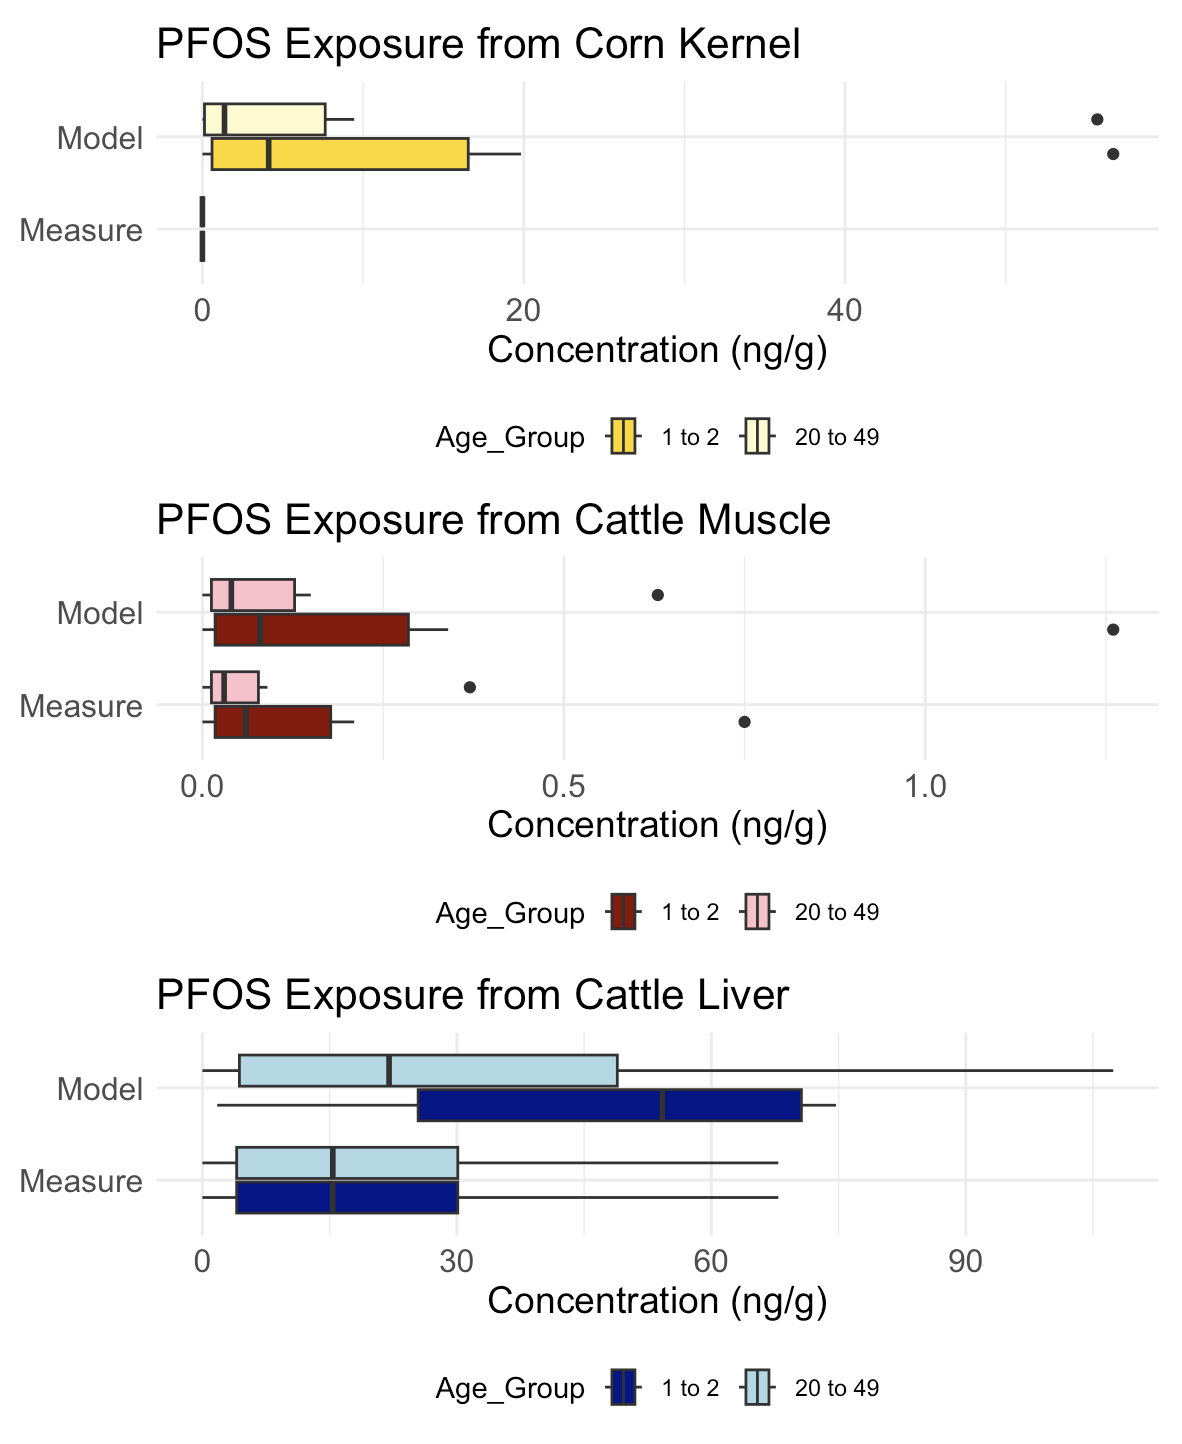 PFOS Exposure from Corn Kernel
Model
Measure
0 20 40
Concentration (ng/g)
Age_Group 1 to 2 20 to 49
PFOS Exposure from Cattle Muscle
Model
Measure
0.0 0.5 1.0
Concentration (ng/g)
Age_Group 1 to 2 20 to 49
PFOS Exposure from Cattle Liver
Model
Measure
0 30 60 90
Concentration (ng/g)
Age_Group 1 to 2 20 to 49